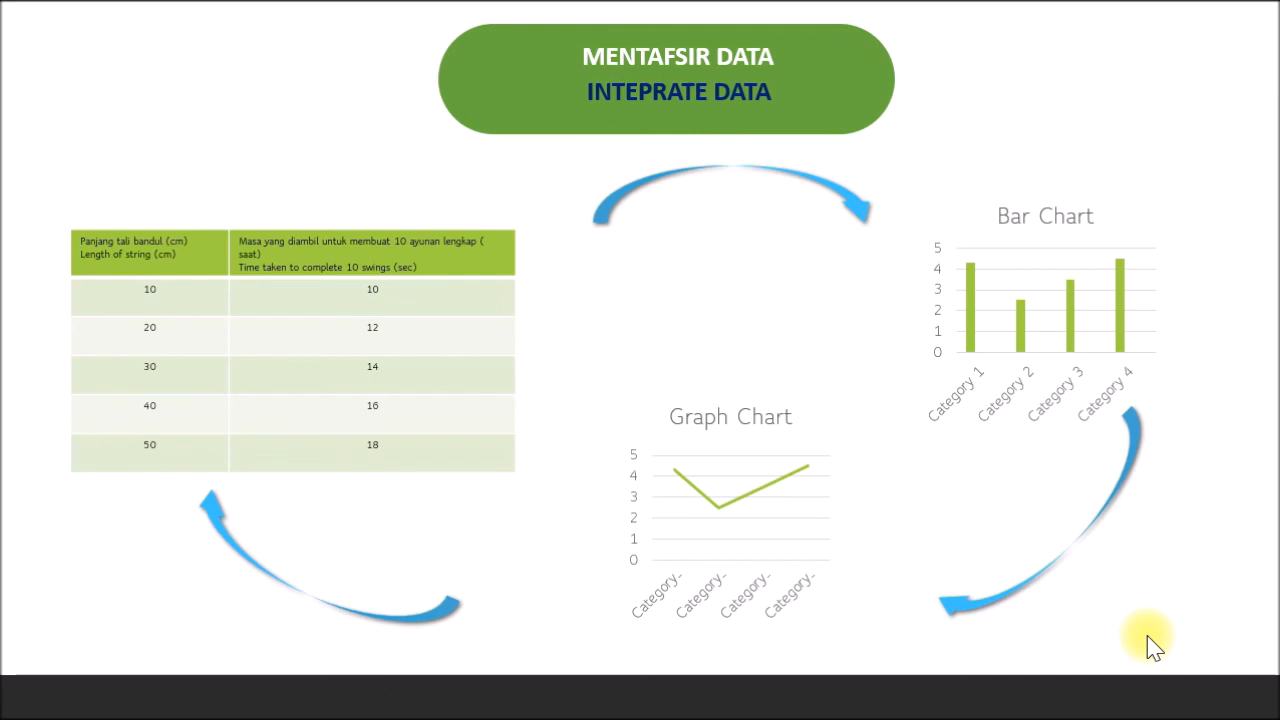 MENTAFSIR DATA
INTEPRATE DATA
Panjang tali bandul (cm)
Length of string (cm)
Masa yang diambil untuk membuat 10 ayunan lengkap (
saat)
Time taken to complete 10 swings (sec)
10 10
20 12
30 14
40 16
50 18
Bar Chart
5
4
3
2
1
0
Category 1
Category 2
Category 3
Category 4
Graph Chart
5
4
3
2
1
0
Category-
Category-
Category-
Category-